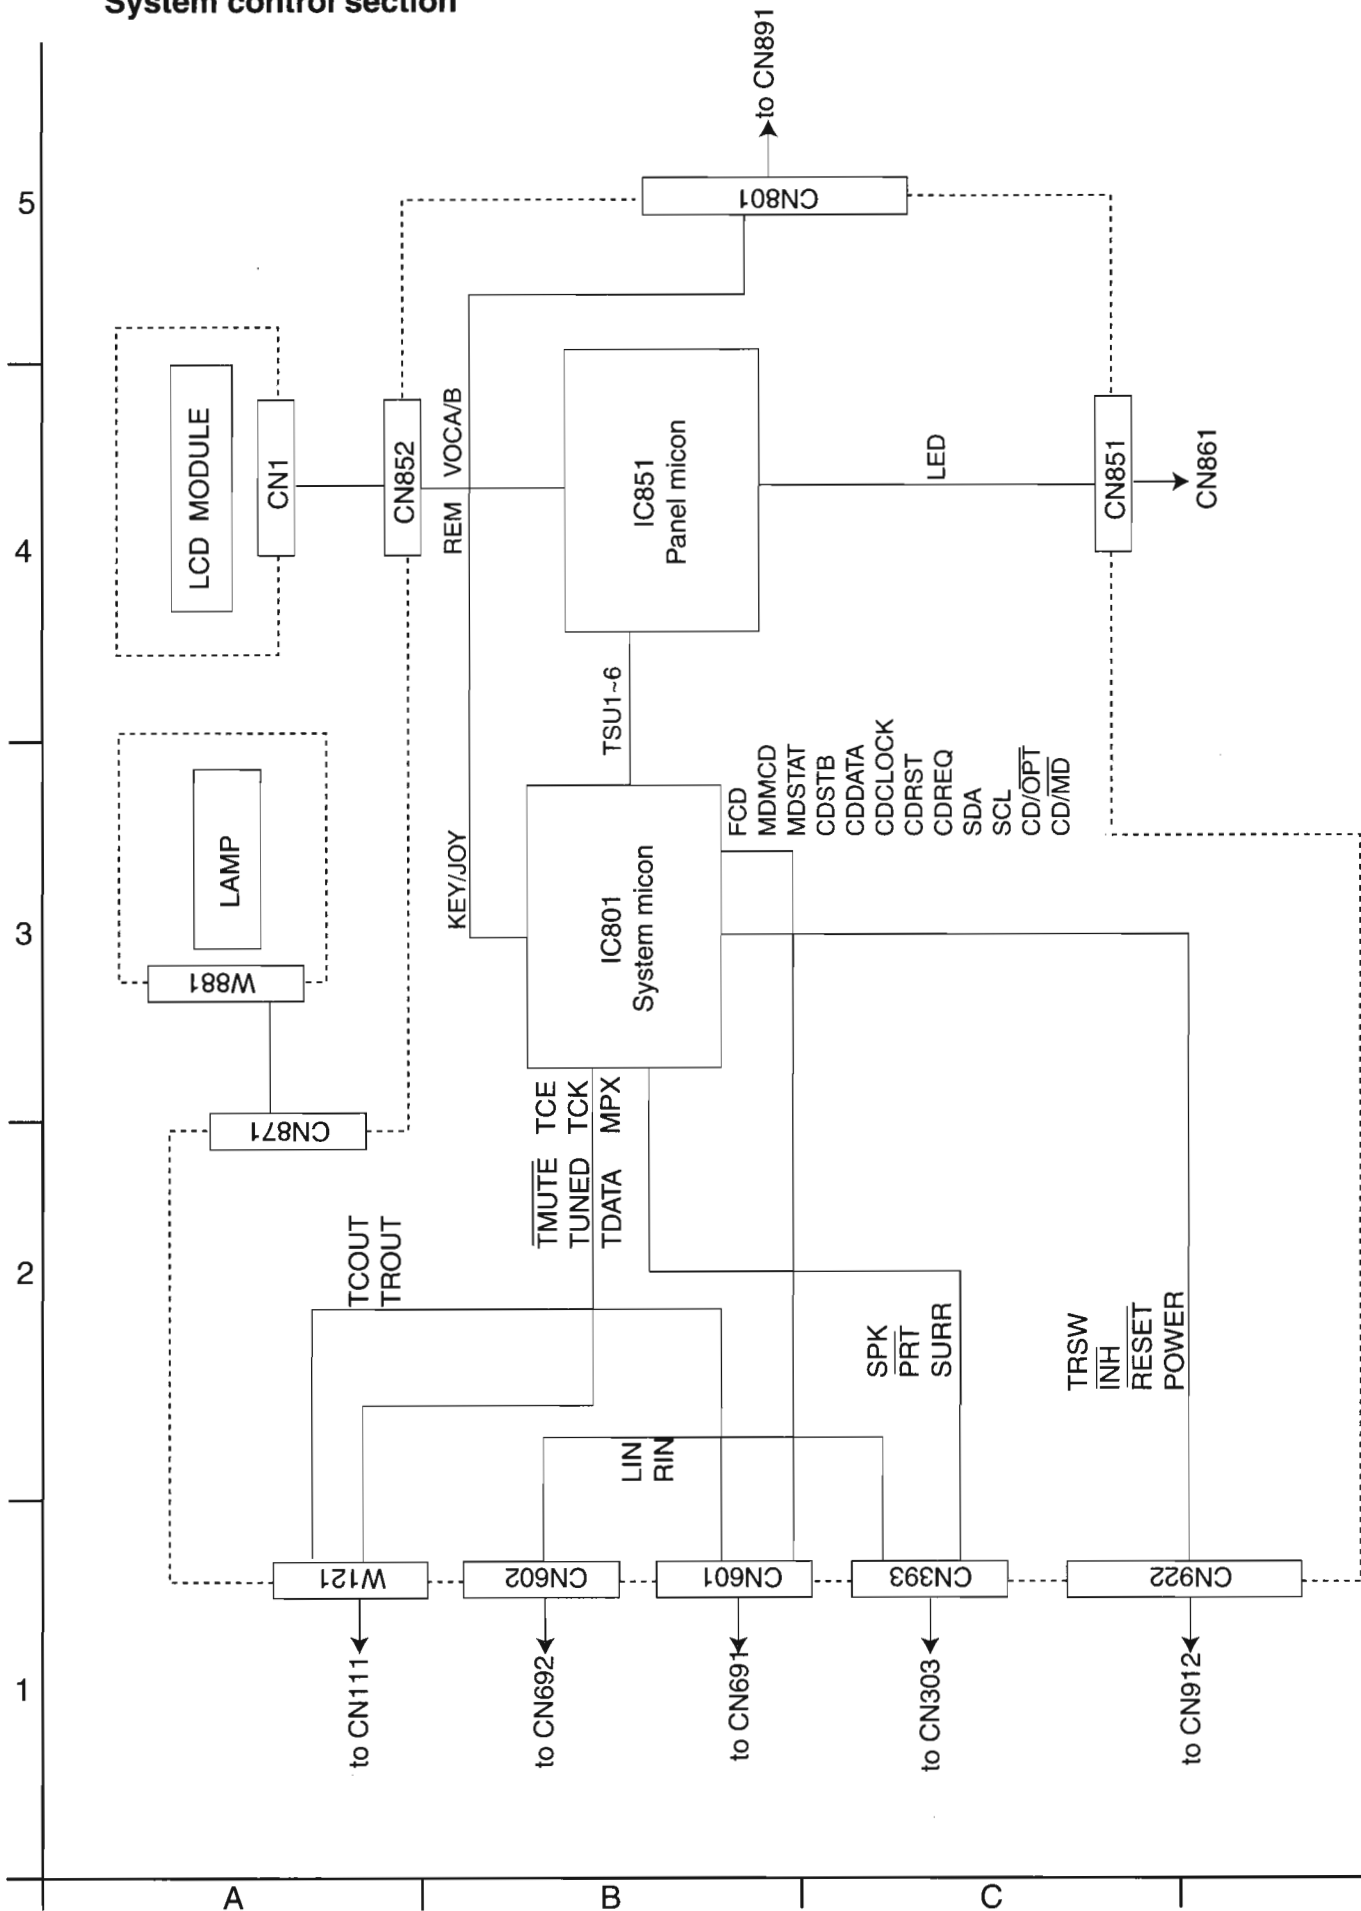 System control section
to CN891
5
CN801
LCD MODULE
CN1
CN852
REM VOCA/B
IC851
Panel micon
LED
CN851
CN861
4
TSU1~6
LAMP
W881
KEY/JOY
IC801
System micon
FCD
MDMCD
MDSTAT
CDSTB
CDDATA
CDCLOCK
CDRST
CDREQ
SDA
SCL
CD/OPT
CD/MD
3
CN871
TMUTE TCE
TUNED TCK
TDATA MPX
TCOUT
TROUT
2
SPK
PRT
SURR
TRSW
INH
RESET
POWER
LIN
RIN
W121
CN602
CN601
CN393
CN922
1
to CN111
to CN692
to CN691
to CN303
to CN912
A
B
C